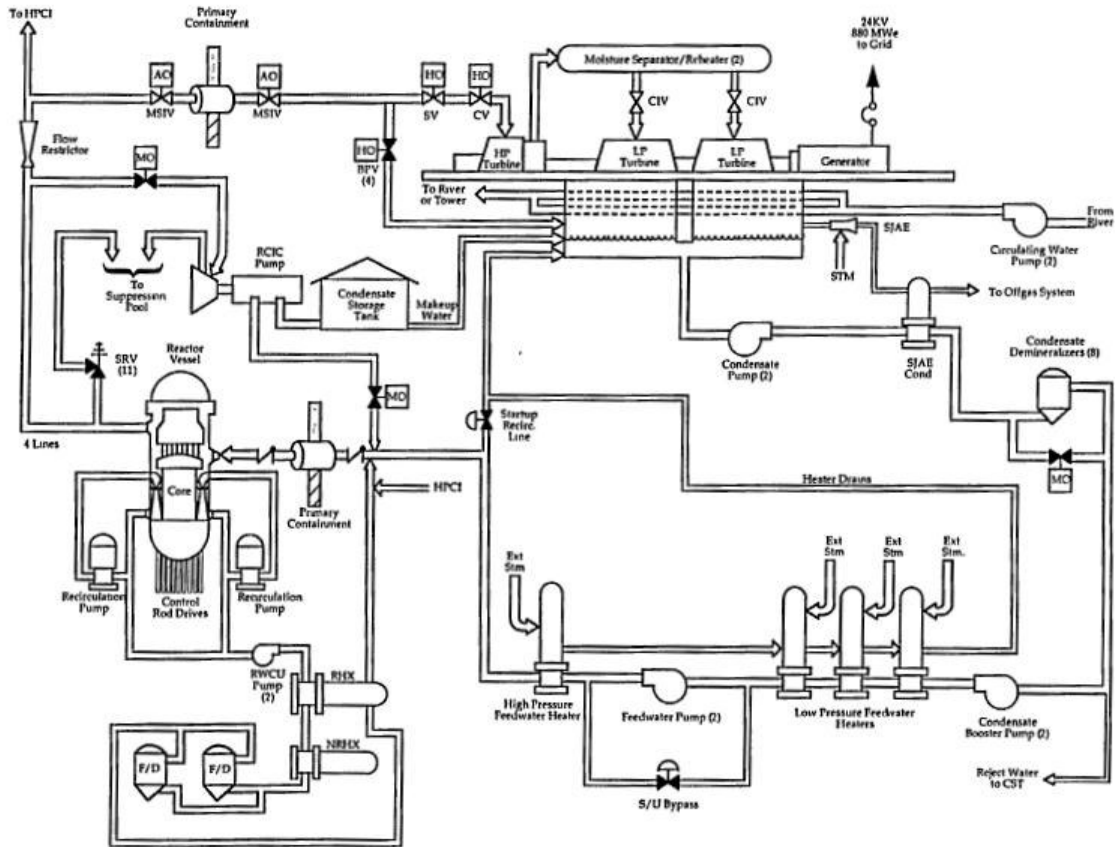 To HPCI
Primary
Containment
AO
MSIV
AO
MSIV
HO
SV
HO
CV
Moisture Separator/Reheater (2)
CIV
CIV
24KV
880 MWe
to Grid
Flow
Restrictor
MO
HO
BPV
(4)
HP
Turbine
LP
Turbine
LP
Turbine
Generator
To River
or Tower
From
River
Circulating Water
Pump (2)
SJAE
STM
To Offgas System
To
Suppression
Pool
RCIC
Pump
Condensate
Storage
Tank
Makeup
Water
Condensate
Pump (2)
SJAE
Cond
Condensate
Demineralizers (8)
MO
SRV
(11)
Reactor
Vessel
MO
Startup
Recirc.
Line
4 Lines
Core
Primary
Containment
HPCI
Heater Drains
Recirculation
Pump
Control
Rod Drives
Recirculation
Pump
Ext
Stm
Ext
Stm
Ext
Stm
Ext
Stm.
RWCU
Pump
(2)
RHX
NRHX
F/D
F/D
High Pressure
Feedwater Heater
Feedwater Pump (2)
Low Pressure Feedwater
Heaters
Condensate
Booster Pump (2)
S/U Bypass
Reject Water
to CST